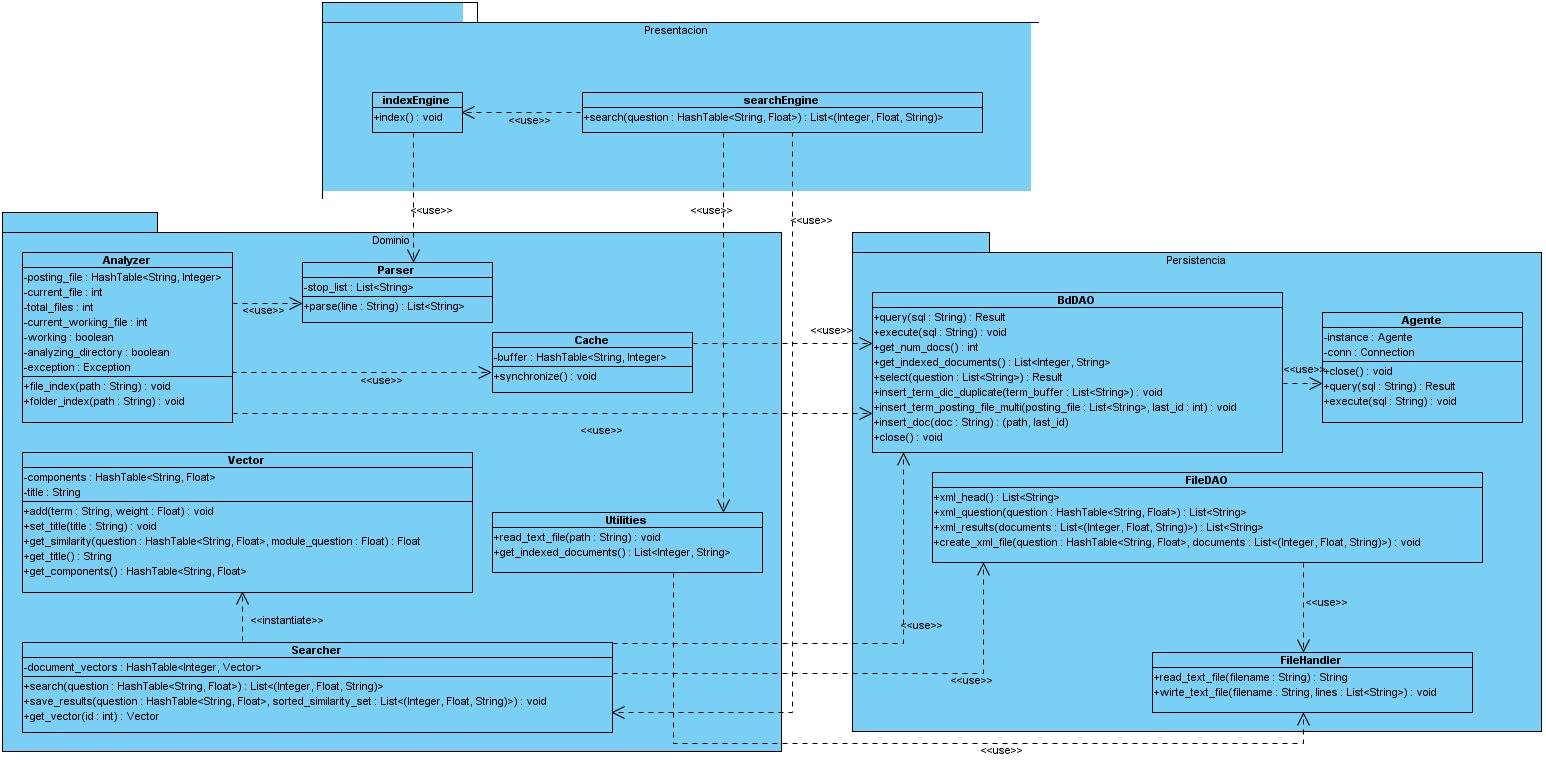 Presentacion
indexEngine
+index() : void
<<use>>
searchEngine
+search(question : HashTable<String, Float>) : List<(Integer, Float, String)>
<<use>>
<<use>>
<<use>>
Dominio
Analyzer
-posting_file : HashTable<String, Integer>
-current_file : int
-total_files : int
-current_working_file : int
-working : boolean
-analyzing_directory : boolean
-exception : Exception
+file_index(path : String) : void
+folder_index(path : String) : void
<<use>>
Parser
-stop_list : List<String>
+parse(line : String) : List<String>
<<use>>
Cache
-buffer : HashTable<String, Integer>
+synchronize() : void
<<use>>
<<use>>
Vector
-components : HashTable<String, Float>
-title : String
+add(term : String, weight : Float) : void
+set_title(title : String) : void
+get_similarity(question : HashTable<String, Float>, module_question : Float) : Float
+get_title() : String
+get_components() : HashTable<String, Float>
Utilities
+read_text_file(path : String) : void
+get_indexed_documents() : List<Integer, String>
<<instantiate>>
Searcher
-document_vectors : HashTable<Integer, Vector>
+search(question : HashTable<String, Float>) : List<(Integer, Float, String)>
+save_results(question : HashTable<String, Float>, sorted_similarity_set : List<(Integer, Float, String)>) : void
+get_vector(id : int) : Vector
<<use>>
<<use>>
<<use>>
Persistencia
BdDAO
+query(sql : String) : Result
+execute(sql : String) : void
+get_num_docs() : int
+get_indexed_documents() : List<Integer, String>
+select(question : List<String>) : Result
+insert_term_dic_duplicate(term_buffer : List<String>) : void
+insert_term_posting_file_multi(posting_file : List<String>, last_id : int) : void
+insert_doc(doc : String) : (path, last_id)
+close() : void
<<use>>
Agente
-instance : Agente
-conn : Connection
+close() : void
+query(sql : String) : Result
+execute(sql : String) : void
FileDAO
+xml_head() : List<String>
+xml_question(question : HashTable<String, Float>) : List<String>
+xml_results(documents : List<(Integer, Float, String)>) : List<String>
+create_xml_file(question : HashTable<String, Float>, documents : List<(Integer, Float, String)>) : void
<<use>>
FileHandler
+read_text_file(filename : String) : String
+wirte_text_file(filename : String, lines : List<String>) : void